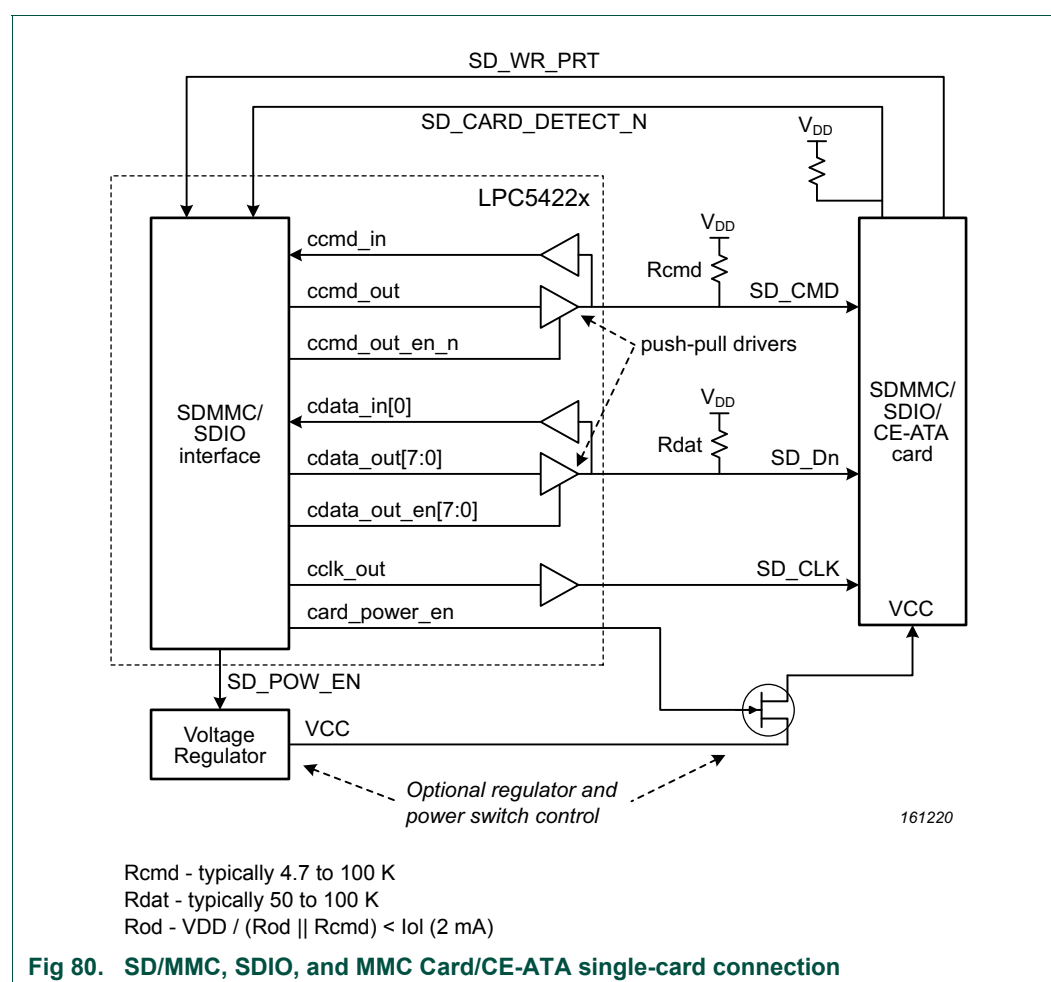 SD_WR_PRT
SD_CARD_DETECT_N
VDD
LPC5422x
ccmd_in
VDD
Rcmd
ccmd_out
SD_CMD
ccmd_out_en_n
push-pull drivers
SDMMC/
SDIO
interface
cdata_in[0]
VDD
SDMMC/
SDIO/
CE-ATA
card
Rdat
cdata_out[7:0]
SD_Dn
cdata_out_en[7:0]
cclk_out
SD_CLK
card_power_en
VCC
SD_POW_EN
Voltage
Regulator
VCC
Optional regulator and
power switch control
161220
Rcmd - typically 4.7 to 100 K
Rdat - typically 50 to 100 K
Rod - VDD / (Rod || Rcmd) < Iol (2 mA)
Fig 80. SD/MMC, SDIO, and MMC Card/CE-ATA single-card connection